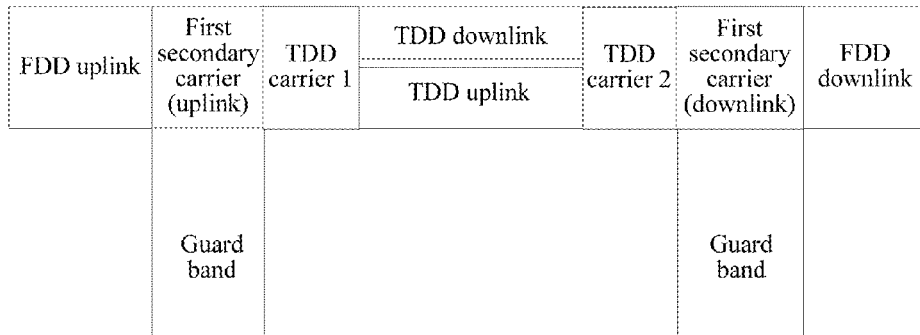 FDD uplink
First
secondary
carrier
(uplink)
TDD
carrier 1
TDD downlink
TDD uplink
TDD
carrier 2
First
secondary
carrier
(downlink)
FDD
downlink
Guard
band
Guard
band